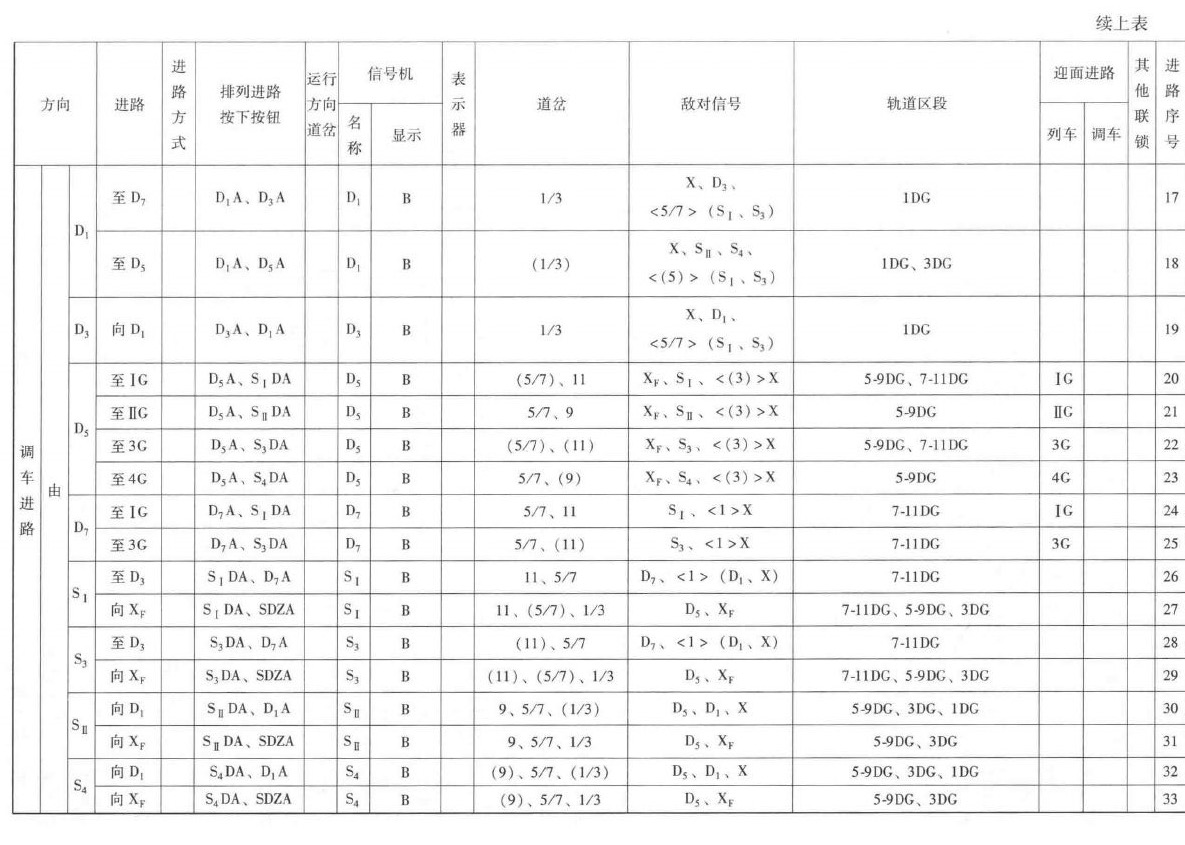 续上表
方向 进路 进路方式 排列进路按下按钮 运行方向道岔 信号机 表示器 道岔 敌对信号 轨道区段 迎面进路 其他联锁 进路序号
名称 显示 列车 调车
调车进路 由 D₁ 至 D₇ D₁A、D₃A D₁ B 1/3 X、D₃、 1DG 17
<5/7>(SⅠ、S₃)
至 D₅ D₁A、D₅A D₁ B (1/3) X、SⅡ、S₄、 1DG、3DG 18
<(5)>(SⅠ、S₃)
D₃ 向 D₁ D₃A、D₁A D₃ B 1/3 X、D₁、 1DG 19
<5/7>(SⅠ、S₃)
D₅ 至ⅠG D₅A、SⅠDA D₅ B (5/7)、11 X_F、SⅠ、<(3)>X 5-9DG、7-11DG ⅠG 20
至ⅡG D₅A、SⅡDA D₅ B 5/7、9 X_F、SⅡ、<(3)>X 5-9DG ⅡG 21
至3G D₅A、S₃DA D₅ B (5/7)、(11) X_F、S₃、<(3)>X 5-9DG、7-11DG 3G 22
至4G D₅A、S₄DA D₅ B 5/7、(9) X_F、S₄、<(3)>X 5-9DG 4G 23
D₇ 至ⅠG D₇A、SⅠDA D₇ B 5/7、11 SⅠ、<1>X 7-11DG ⅠG 24
至3G D₇A、S₃DA D₇ B 5/7、(11) S₃、<1>X 7-11DG 3G 25
SⅠ 至 D₃ SⅠDA、D₇A SⅠ B 11、5/7 D₇、<1>(D₁、X) 7-11DG 26
向 X_F SⅠDA、SDZA SⅠ B 11、(5/7)、1/3 D₅、X_F 7-11DG、5-9DG、3DG 27
S₃ 至 D₃ S₃DA、D₇A S₃ B (11)、5/7 D₇、<1>(D₁、X) 7-11DG 28
向 X_F S₃DA、SDZA S₃ B (11)、(5/7)、1/3 D₅、X_F 7-11DG、5-9DG、3DG 29
SⅡ 向 D₁ SⅡDA、D₁A SⅡ B 9、5/7、(1/3) D₅、D₁、X 5-9DG、3DG、1DG 30
向 X_F SⅡDA、SDZA SⅡ B 9、5/7、1/3 D₅、X_F 5-9DG、3DG 31
S₄ 向 D₁ S₄DA、D₁A S₄ B (9)、5/7、(1/3) D₅、D₁、X 5-9DG、3DG、1DG 32
向 X_F S₄DA、SDZA S₄ B (9)、5/7、1/3 D₅、X_F 5-9DG、3DG 33